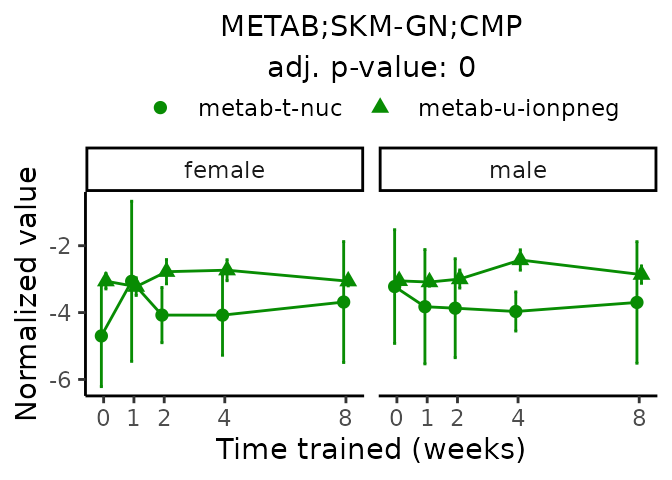 METAB;SKM-GN;CMP
adj. p-value: 0
metab-t-nuc metab-u-ionpneg
female male
Normalized value
-2
-4
-6
0 1 2 4 8 0 1 2 4 8
Time trained (weeks)